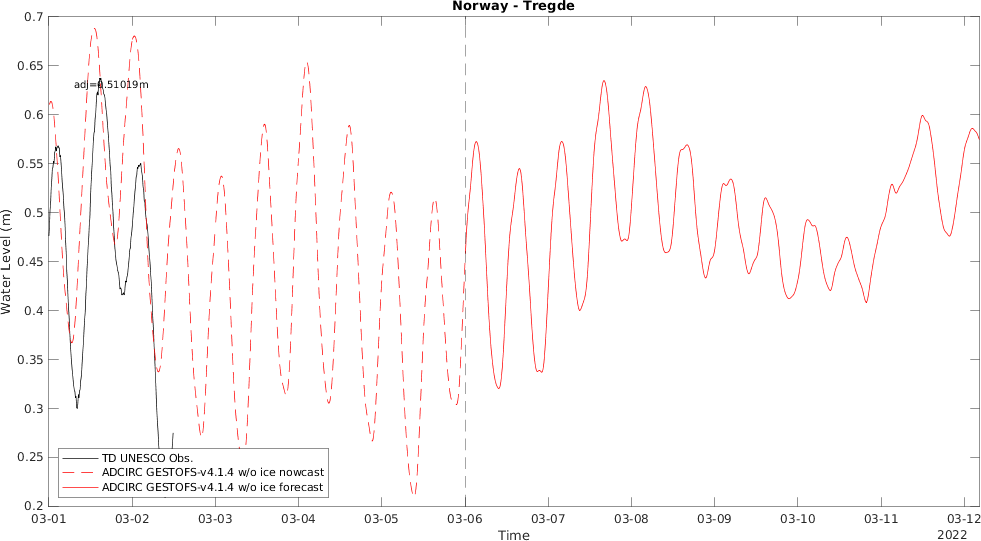 Norway - Tregde
0.7
0.65
0.6
0.55
0.5
0.45
0.4
0.35
0.3
0.25
0.2
Water Level (m)
adj=0.51019m
TD UNESCO Obs.
ADCIRC GESTOFS-v4.1.4 w/o ice nowcast
ADCIRC GESTOFS-v4.1.4 w/o ice forecast
03-01 03-02 03-03 03-04 03-05 03-06 03-07 03-08 03-09 03-10 03-11 03-12
Time
2022